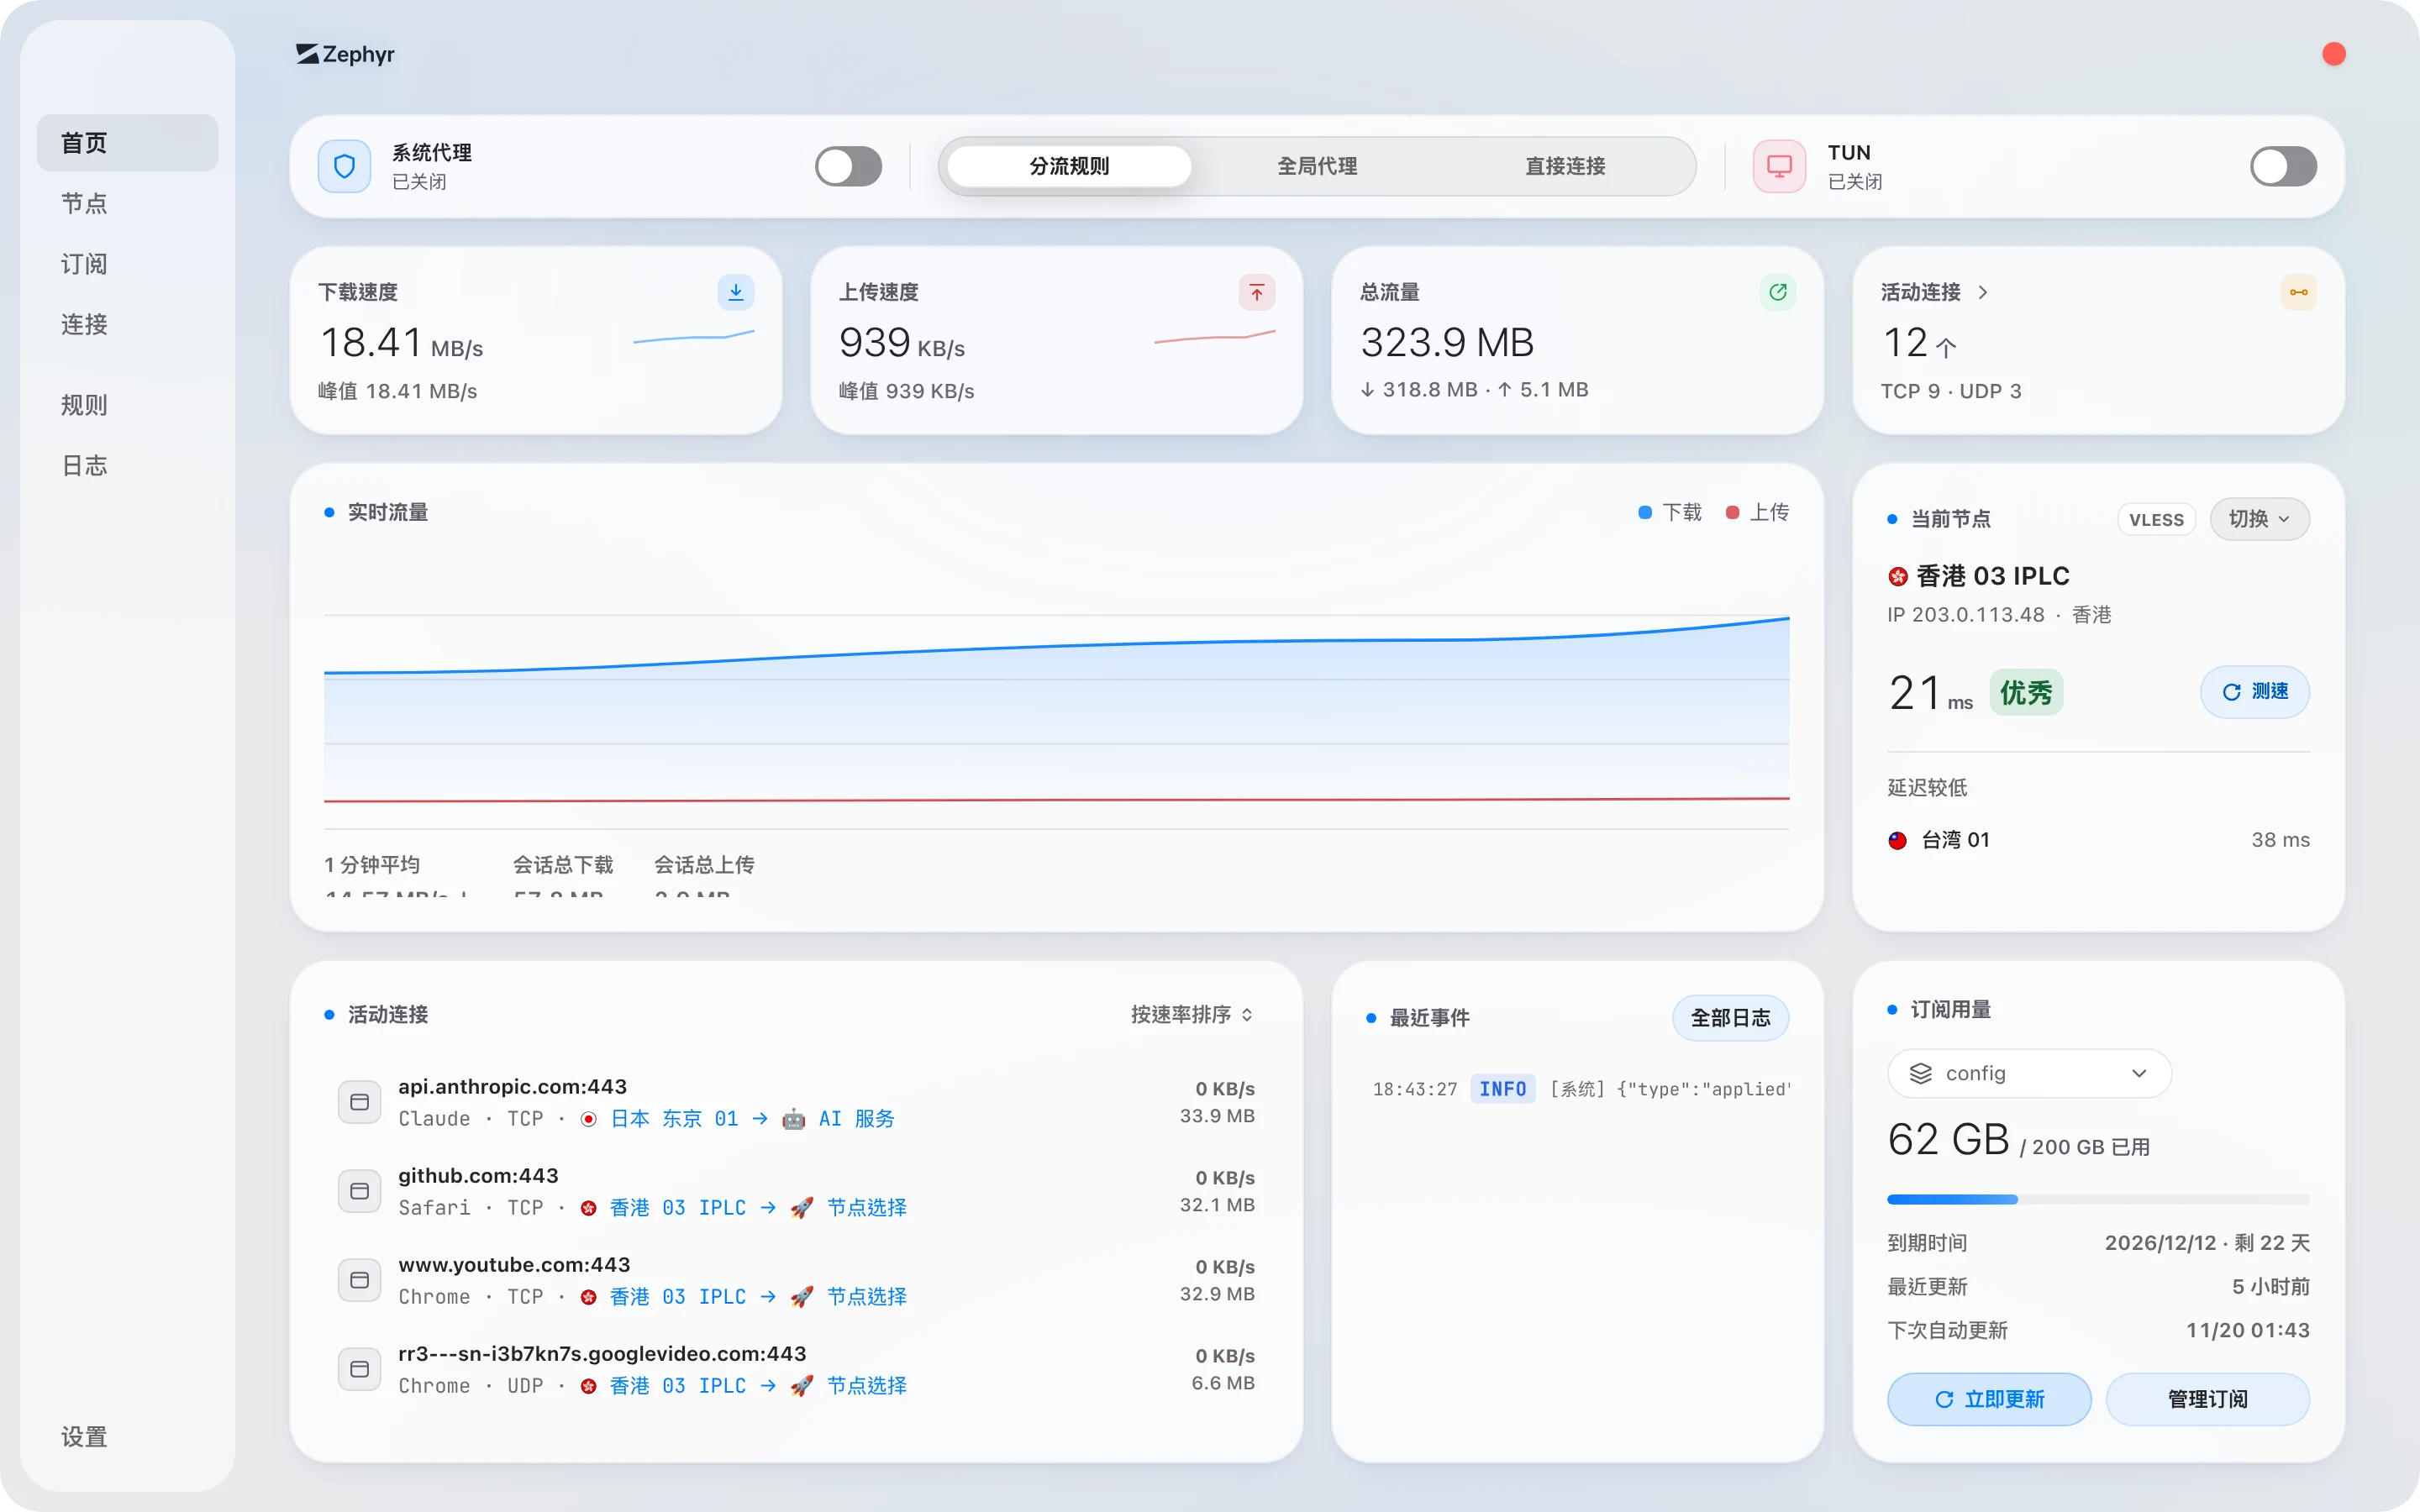 Zephyr
首页
节点
订阅
连接
规则
日志
设置
系统代理
已关闭
分流规则
全局代理
直接连接
TUN
已关闭
下载速度
18.41 MB/s
峰值 18.41 MB/s
上传速度
939 KB/s
峰值 939 KB/s
总流量
323.9 MB
↓ 318.8 MB · ↑ 5.1 MB
活动连接
12 个
TCP 9 · UDP 3
实时流量
下载
上传
1 分钟平均
会话总下载
会话总上传
当前节点
VLESS
切换
香港 03 IPLC
IP 203.0.113.48 · 香港
21 ms
优秀
测速
延迟较低
台湾 01
38 ms
活动连接
按速率排序
api.anthropic.com:443
0 KB/s
Claude · TCP · 日本 东京 01 → 🤖 AI 服务
33.9 MB
github.com:443
0 KB/s
Safari · TCP · 香港 03 IPLC → 🚀 节点选择
32.1 MB
www.youtube.com:443
0 KB/s
Chrome · TCP · 香港 03 IPLC → 🚀 节点选择
32.9 MB
rr3---sn-i3b7kn7s.googlevideo.com:443
0 KB/s
Chrome · UDP · 香港 03 IPLC → 🚀 节点选择
6.6 MB
最近事件
全部日志
18:43:27 INFO [系统] {"type":"applied"
订阅用量
config
62 GB / 200 GB 已用
到期时间
2026/12/12 · 剩 22 天
最近更新
5 小时前
下次自动更新
11/20 01:43
立即更新
管理订阅